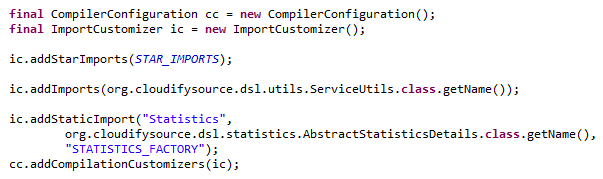 final CompilerConfiguration cc = new CompilerConfiguration();
final ImportCustomizer ic = new ImportCustomizer();
ic.addStarImports(STAR_IMPORTS);
ic.addImports(org.cloudifysource.dsl.utils.ServiceUtils.class.getName());
ic.addStaticImport("Statistics",
org.cloudifysource.dsl.statistics.AbstractStatisticsDetails.class.getName(),
"STATISTICS_FACTORY");
cc.addCompilationCustomizers(ic);